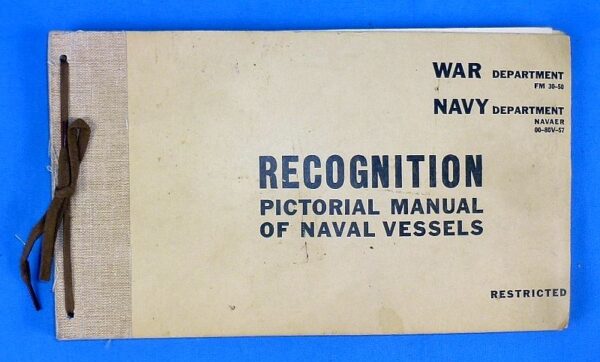 WAR DEPARTMENT
FM 30-50
NAVY DEPARTMENT
NAVAER
00-80V-57
RECOGNITION
PICTORIAL MANUAL
OF NAVAL VESSELS
RESTRICTED